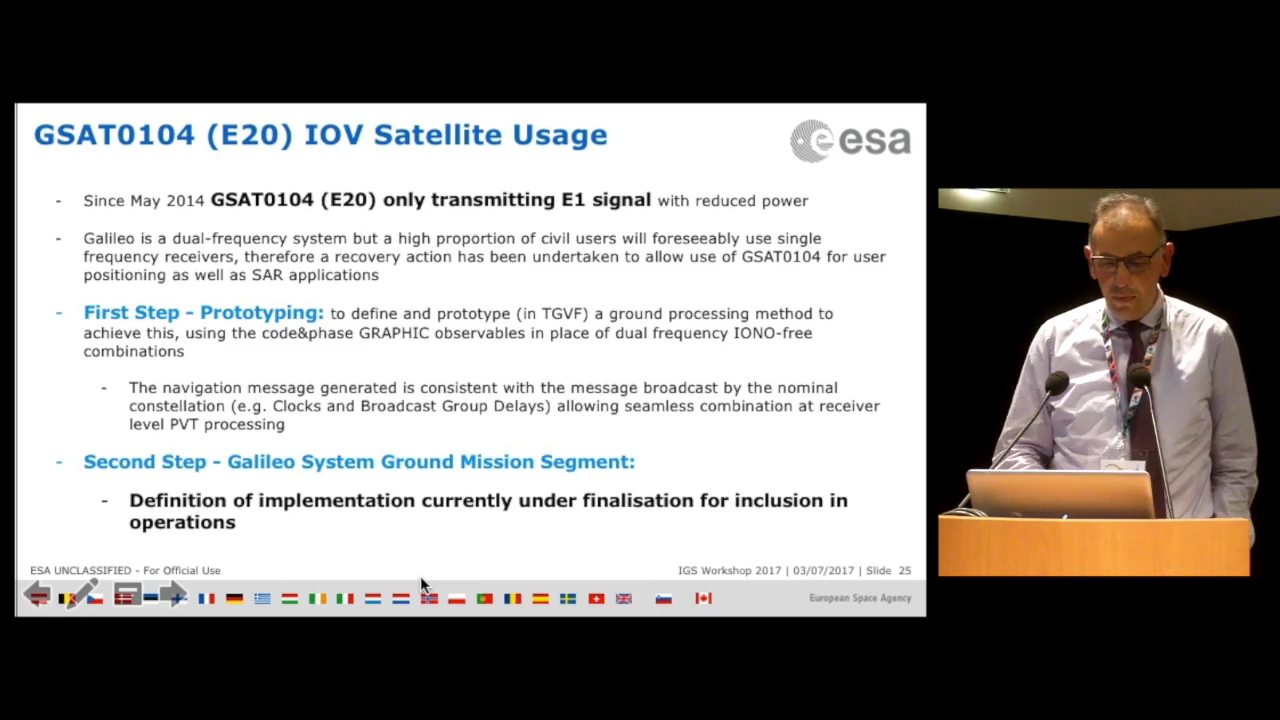 GSAT0104 (E20) IOV Satellite Usage
esa
- Since May 2014 GSAT0104 (E20) only transmitting E1 signal with reduced power
- Galileo is a dual-frequency system but a high proportion of civil users will foreseeably use single
frequency receivers, therefore a recovery action has been undertaken to allow use of GSAT0104 for user
positioning as well as SAR applications
- First Step - Prototyping: to define and prototype (in TGVF) a ground processing method to
achieve this, using the code&phase GRAPHIC observables in place of dual frequency IONO-free
combinations
- The navigation message generated is consistent with the message broadcast by the nominal
constellation (e.g. Clocks and Broadcast Group Delays) allowing seamless combination at receiver
level PVT processing
- Second Step - Galileo System Ground Mission Segment:
- Definition of implementation currently under finalisation for inclusion in
operations
ESA UNCLASSIFIED - For Official Use
IGS Workshop 2017 | 03/07/2017 | Slide 25
European Space Agency